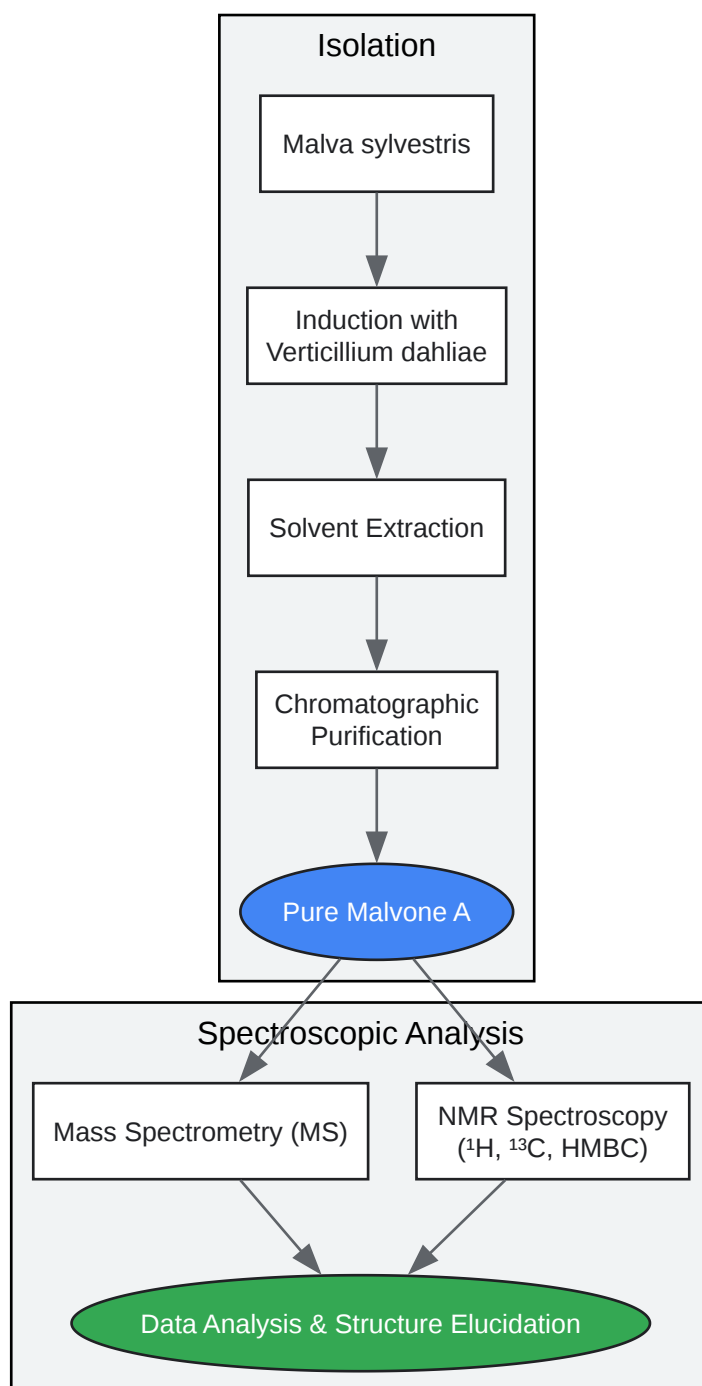 Isolation
Malva sylvestris
Induction with
Verticillium dahliae
Solvent Extraction
Chromatographic
Purification
Pure Malvone A
Spectroscopic Analysis
Mass Spectrometry (MS)
NMR Spectroscopy
(¹H, ¹³C, HMBC)
Data Analysis & Structure Elucidation